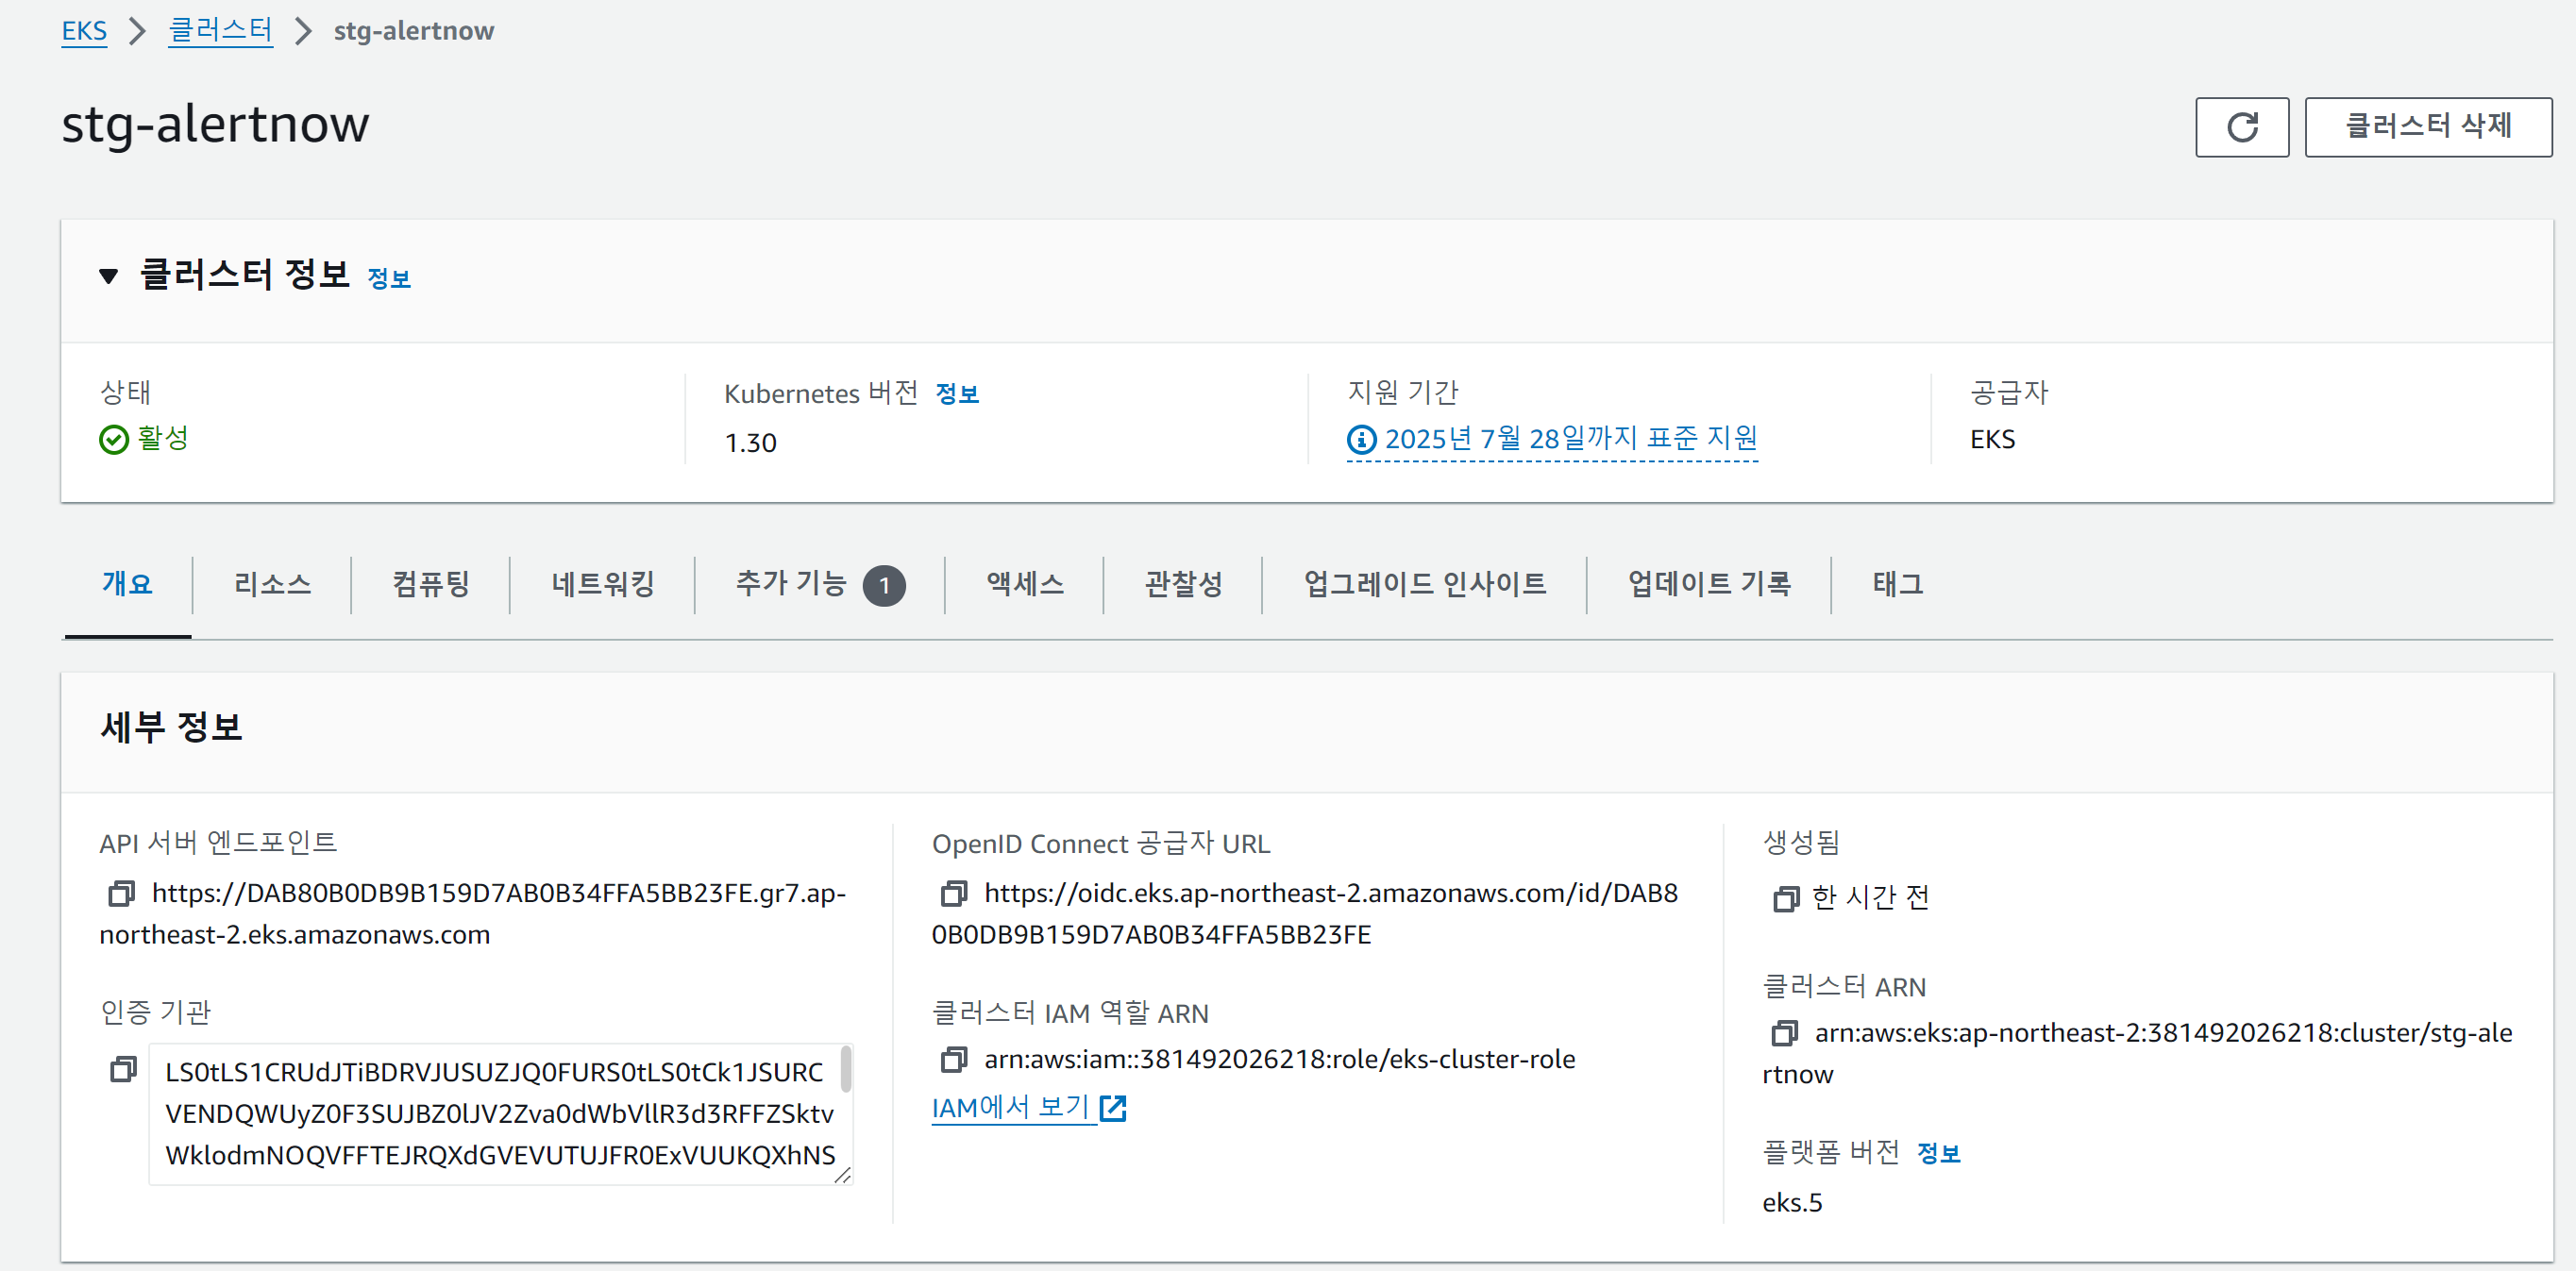 EKS > 클러스터 > stg-alertnow
stg-alertnow
클러스터 삭제
클러스터 정보 정보
상태
활성
Kubernetes 버전 정보
1.30
지원 기간
2025년 7월 28일까지 표준 지원
공급자
EKS
개요 리소스 컴퓨팅 네트워킹 추가 기능 1 액세스 관찰성 업그레이드 인사이트 업데이트 기록 태그
세부 정보
API 서버 엔드포인트
https://DAB80B0DB9B159D7AB0B34FFA5BB23FE.gr7.ap-
northeast-2.eks.amazonaws.com
인증 기관
LS0tLS1CRUdJTiBDRVJUSUZJQ0FURS0tLS0tCk1JSURC
VENDQWUyZ0F3SUJBZ0lJV2Zva0dWbVllR3d3RFFZSktv
WklodmNOQVFFTEJRQXdGVEVUTUJFR0ExVUUKQXhNS
OpenID Connect 공급자 URL
https://oidc.eks.ap-northeast-2.amazonaws.com/id/DAB8
0B0DB9B159D7AB0B34FFA5BB23FE
클러스터 IAM 역할 ARN
arn:aws:iam::381492026218:role/eks-cluster-role
IAM에서 보기
생성됨
한 시간 전
클러스터 ARN
arn:aws:eks:ap-northeast-2:381492026218:cluster/stg-ale
rtnow
플랫폼 버전 정보
eks.5